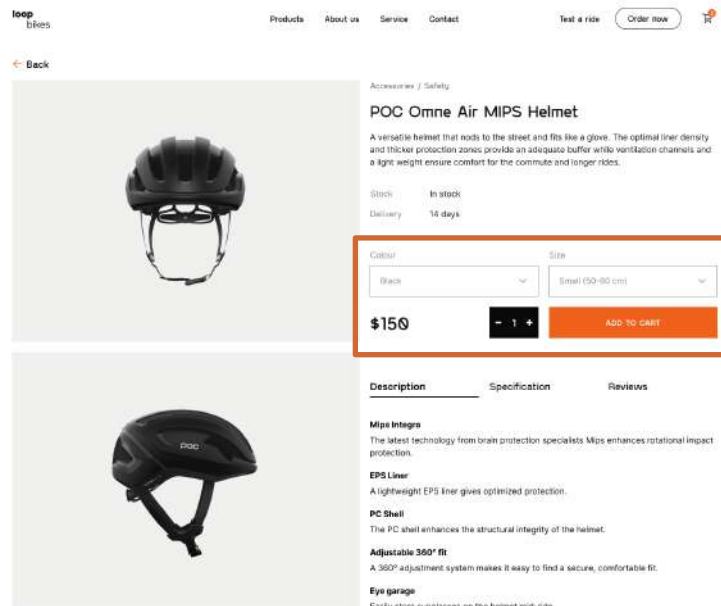 loop
bikes
Products About us Service Contact Test a ride Order now
← Back
Accessories / Safety
POC Omne Air MIPS Helmet
A versatile helmet that nods to the street and fits like a glove. The optimal liner density
and thicker protection zones provide an adequate buffer while ventilation channels and
a light weight ensure comfort for the commute and longer rides.
Stock In stock
Delivery 14 days
Colour Size
Black Small (50-60 cm)
$150 - 1 + ADD TO CART
Description Specification Reviews
Mips Integra
The latest technology from brain protection specialists Mips enhances rotational impact
protection.
EPS Liner
A lightweight EPS liner gives optimized protection.
PC Shell
The PC shell enhances the structural integrity of the helmet.
Adjustable 360° fit
A 360° adjustment system makes it easy to find a secure, comfortable fit.
Eye garage
POC